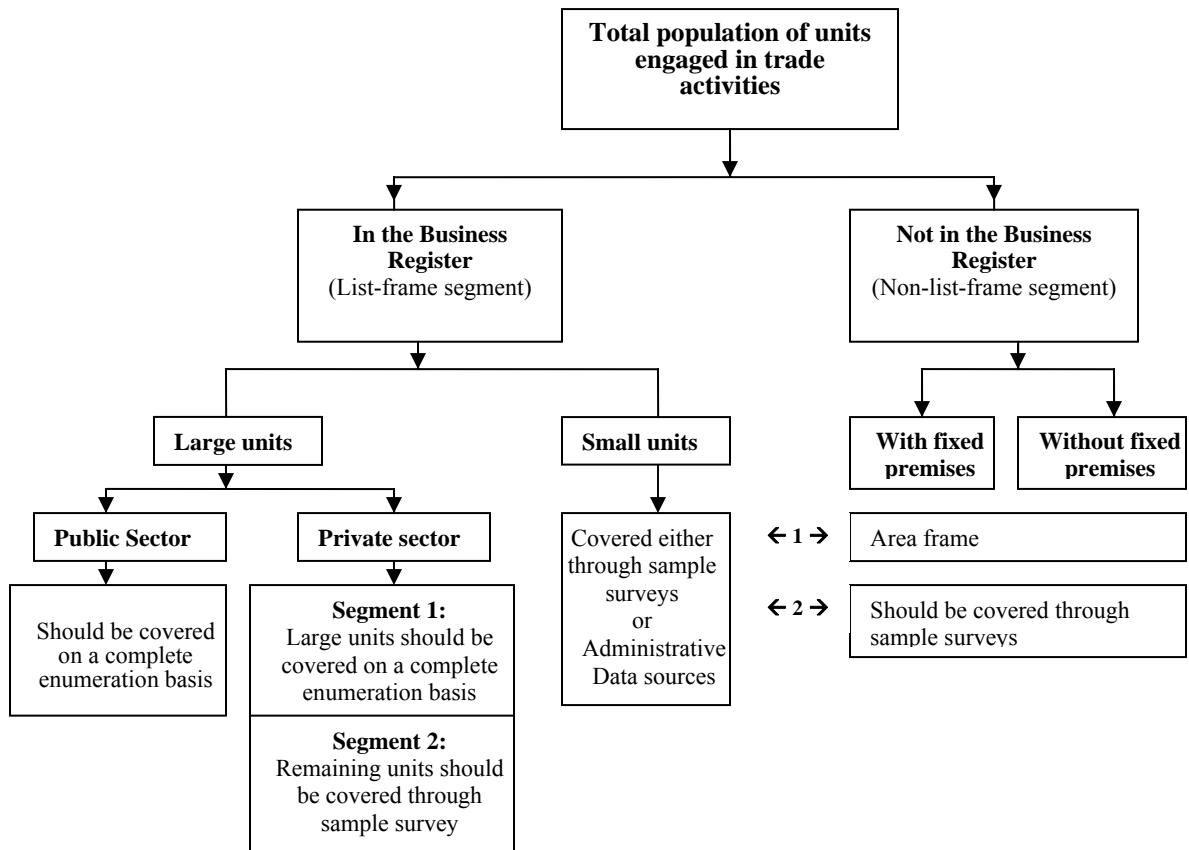 Total population of units
engaged in trade
activities
In the Business
Register
(List-frame segment)
Not in the Business
Register
(Non-list-frame segment)
Large units
Small units
With fixed
premises
Without fixed
premises
Public Sector
Private sector
Covered either
through sample
surveys
or
Administrative
Data sources
← 1 →
Area frame
← 2 →
Should be covered through
sample surveys
Should be covered
on a complete
enumeration basis
Segment 1:
Large units should be
covered on a complete
enumeration basis
Segment 2:
Remaining units should
be covered through
sample survey